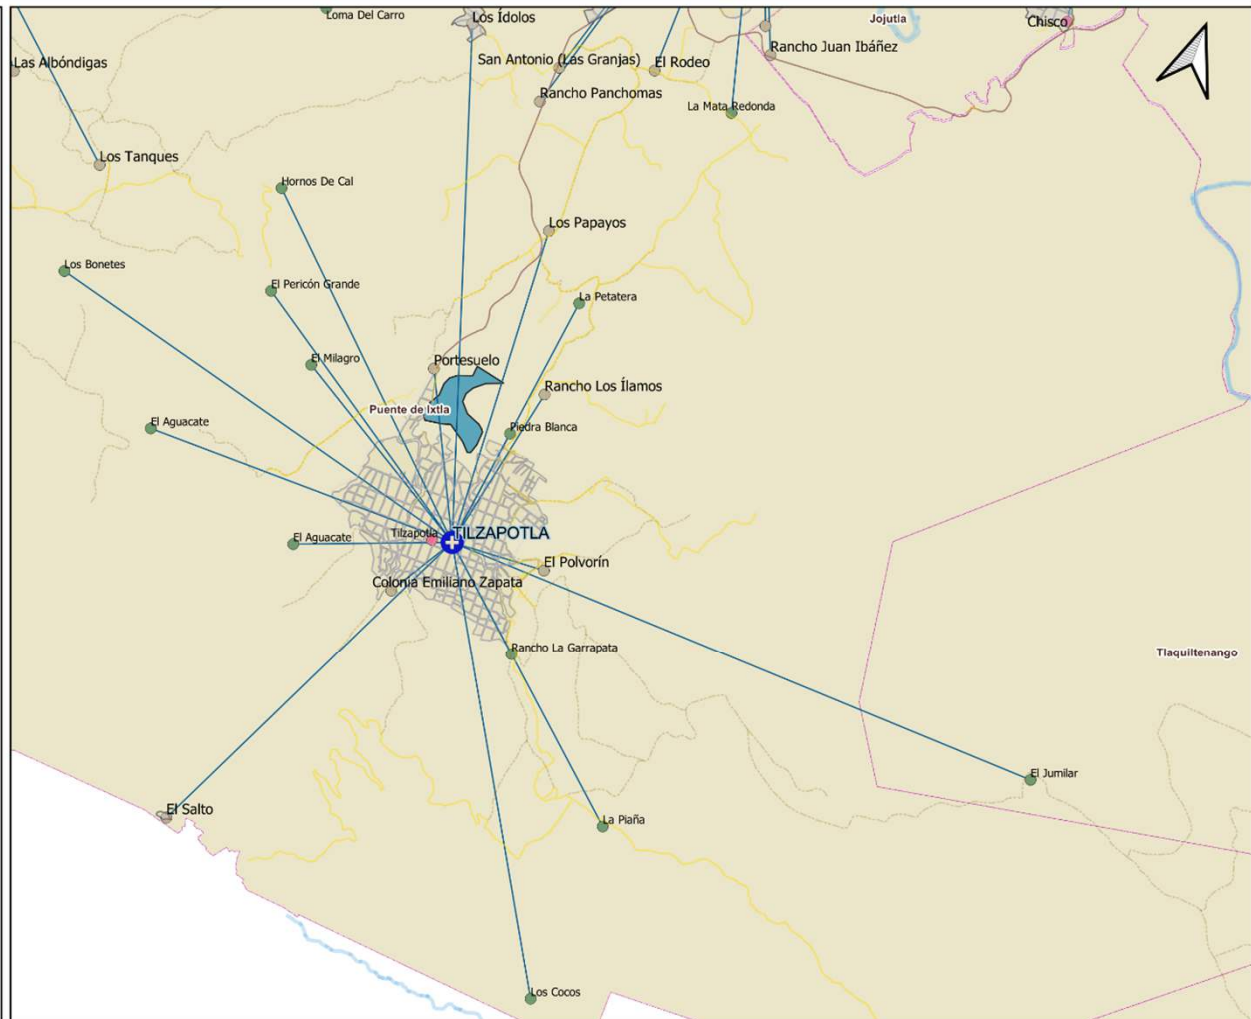 Loma Del Carro
Los Ídolos
Jojutla
Chisco
Las Albóndigas
San Antonio (Las Granjas)
El Rodeo
Rancho Juan Ibáñez
Rancho Panchomas
La Mata Redonda
Los Tanques
Hornos De Cal
Los Papayos
Los Bonetes
El Pericón Grande
La Petatera
El Milagro
Portesuelo
Rancho Los Ílamos
Puente de Ixtla
El Aguacate
Piedra Blanca
Tilzapotla
TILZAPOTLA
El Aguacate
El Polvorín
Colonia Emiliano Zapata
Rancho La Garrapata
Tlaquiltenango
El Jumilar
El Salto
La Piaña
Los Cocos